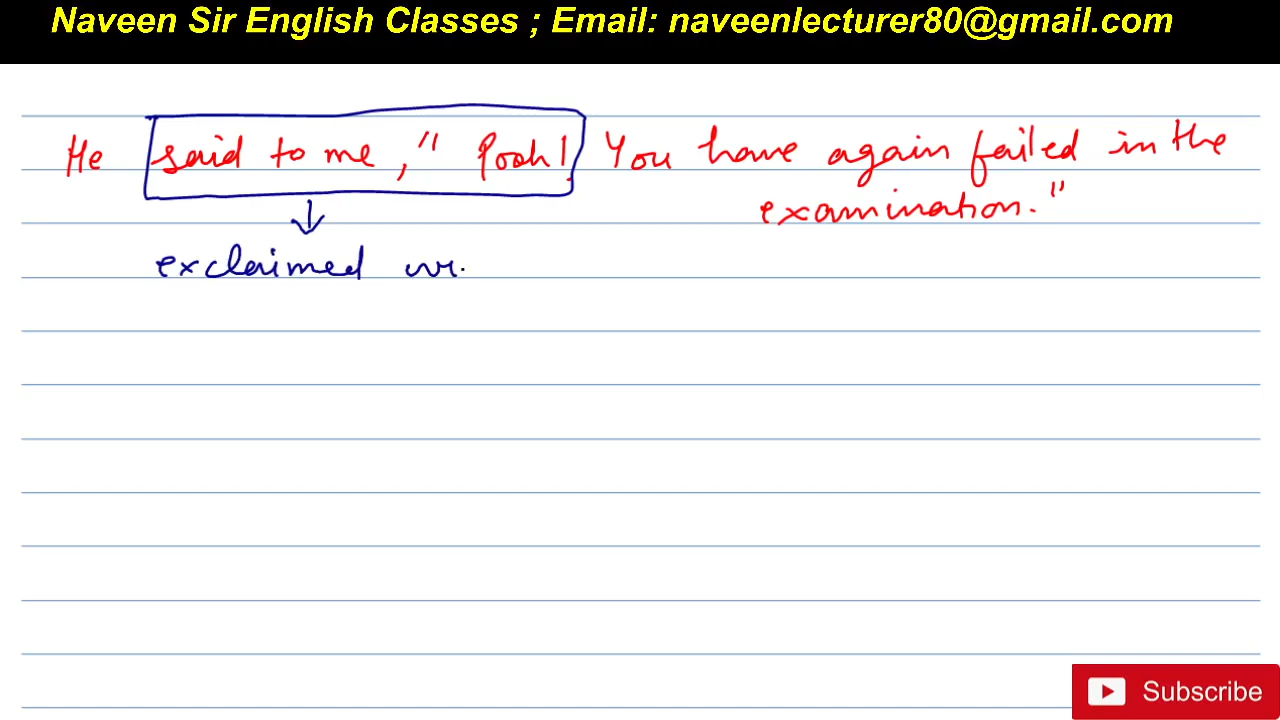 Naveen Sir English Classes ; Email: naveenlecturer80@gmail.com
He said to me, " Pooh! You have again failed in the
examination."
exclaimed
Subscribe